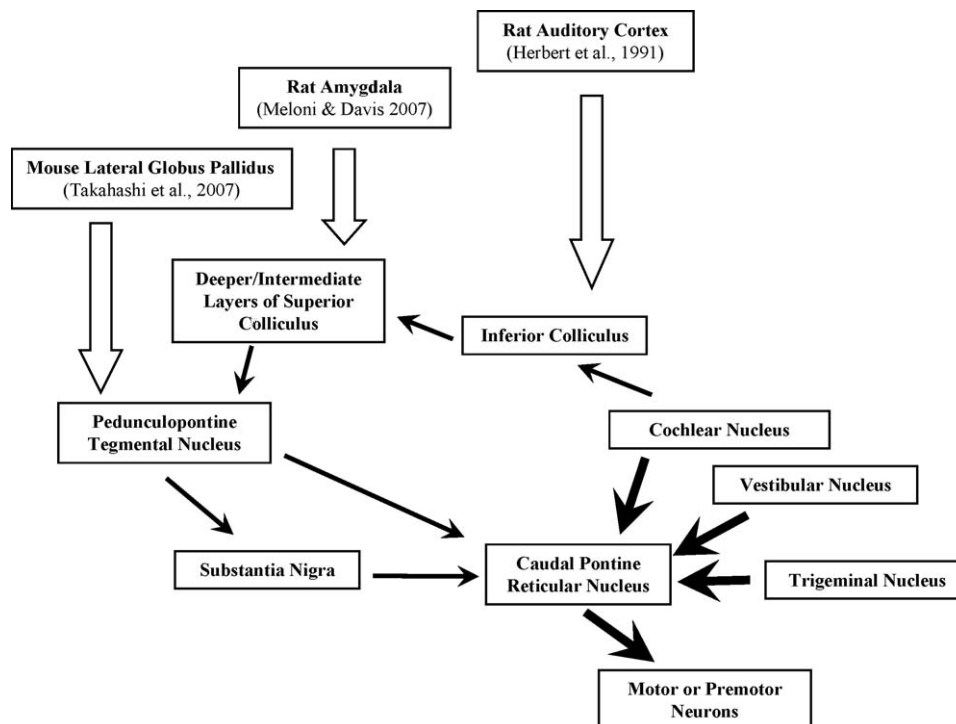 Rat Auditory Cortex
(Herbert et al., 1991)
Rat Amygdala
(Meloni & Davis 2007)
Mouse Lateral Globus Pallidus
(Takahashi et al., 2007)
Deeper/Intermediate
Layers of Superior
Colliculus
Inferior Colliculus
Pedunculopontine
Tegmental Nucleus
Cochlear Nucleus
Vestibular Nucleus
Substantia Nigra
Caudal Pontine
Reticular Nucleus
Trigeminal Nucleus
Motor or Premotor
Neurons